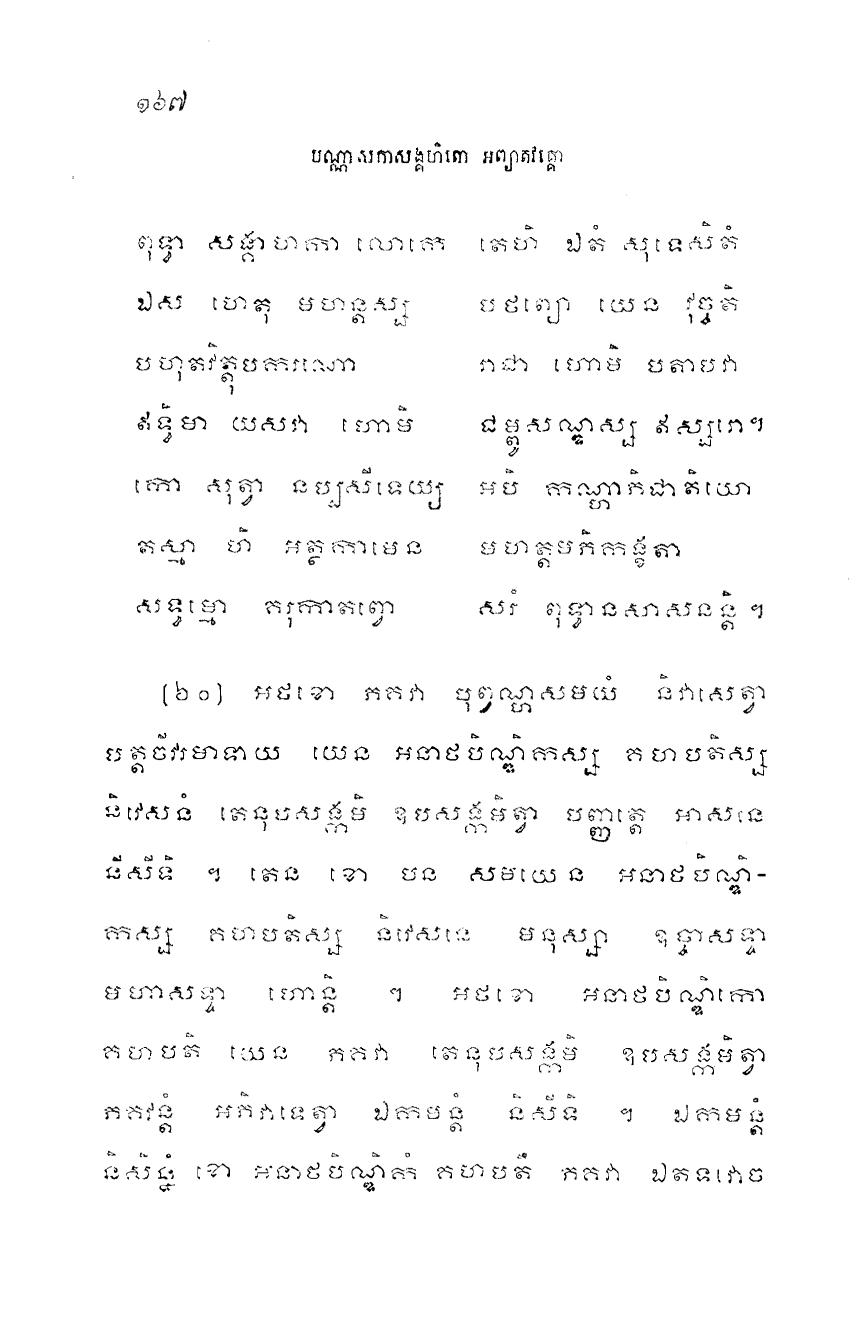 ១៦៧
បណ្ណាសកាសង្គហិតោ អព្យាតវគ្គោ
ពុទ្ធា សង្គាហកា លោកេ តេហិ ឯតំ សុទេសិតំ
ឯស ហេតុ មហន្តស្ស បឋព្យោ យេន វុច្ចតិ
បហុតវិត្តុបករណោ រាជា ហោមិ បតាបវា
ឥទ្ធិមា យសវា ហោមិ ជម្ពូសណ្ឌស្ស ឥស្សរោ។
កោ សុត្វា នប្បសីទេយ្យ អបិ កណ្ហាភិជាតិយោ
តស្មា ហិ អត្ថកាមេន មហត្តមភិកង្ខតា
សទ្ធម្មោ គរុកាតព្វោ សរំ ពុទ្ធានសាសនន្តិ ។
(៦០) អថខោ ភគវា បុព្វណ្ហសមយំ និវាសេត្វា
បត្តចីវរមាទាយ យេន អនាថបិណ្ឌិកស្ស គហបតិស្ស
និវេសនំ តេនុបសង្កមិ ឧបសង្កមិត្វា បញ្ញត្តេ អាសនេ
និសីទិ ។ តេន ខោ បន សមយេន អនាថបិណ្ឌិ-
កស្ស គហបតិស្ស និវេសនេ មនុស្សា ឧច្ចាសទ្ទា
មហាសទ្ទា ហោន្តិ ។ អថខោ អនាថបិណ្ឌិកោ
គហបតិ យេន ភគវា តេនុបសង្កមិ ឧបសង្កមិត្វា
ភគវន្តំ អភិវាទេត្វា ឯកមន្តំ និសីទិ ។ ឯកមន្តំ
និសិន្នំ ខោ អនាថបិណ្ឌិកំ គហបតឹ ភគវា ឯតទវោច